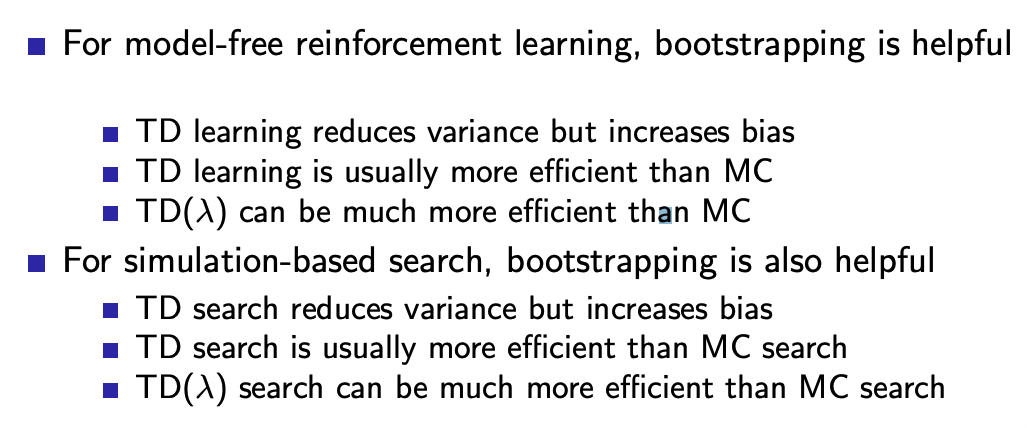 For model-free reinforcement learning, bootstrapping is helpful
TD learning reduces variance but increases bias
TD learning is usually more efficient than MC
TD(λ) can be much more efficient than MC
For simulation-based search, bootstrapping is also helpful
TD search reduces variance but increases bias
TD search is usually more efficient than MC search
TD(λ) search can be much more efficient than MC search